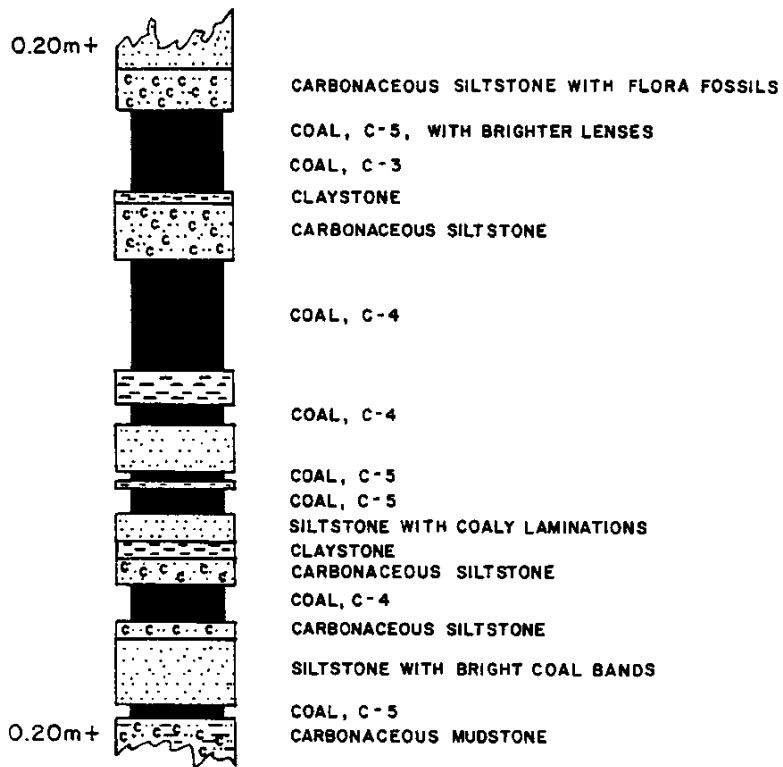 0.20m+
CARBONACEOUS SILTSTONE WITH FLORA FOSSILS
COAL, C-5, WITH BRIGHTER LENSES
COAL, C-3
CLAYSTONE
CARBONACEOUS SILTSTONE
COAL, C-4
COAL, C-4
COAL, C-5
COAL, C-5
SILTSTONE WITH COALY LAMINATIONS
CLAYSTONE
CARBONACEOUS SILTSTONE
COAL, C-4
CARBONACEOUS SILTSTONE
SILTSTONE WITH BRIGHT COAL BANDS
COAL, C-5
0.20m+ CARBONACEOUS MUDSTONE